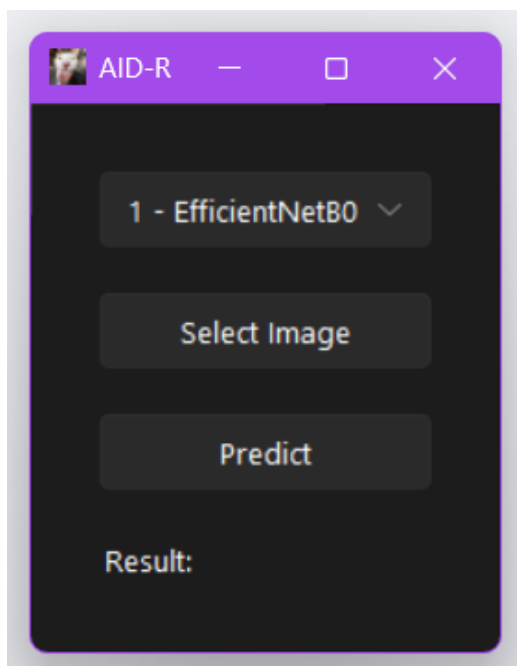 AID-R
1 - EfficientNetB0
Select Image
Predict
Result: